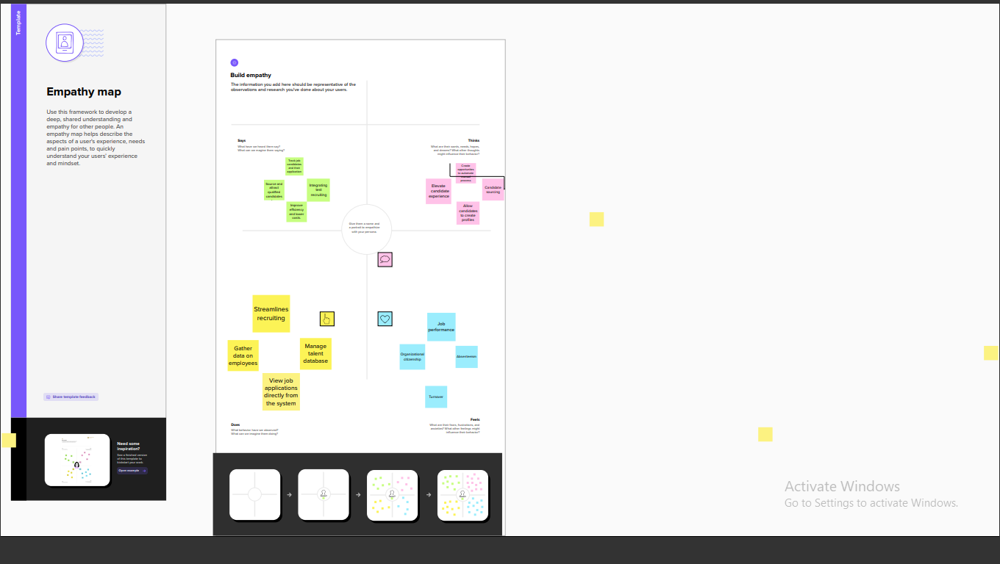 Template
Empathy map
Use this framework to develop a
deep, shared understanding and
empathy for other people. An
empathy map helps describe the
aspects of a user's experience, needs
and pain points, to quickly
understand your users' experience
and mindset.
Share template feedback
Need some
inspiration?
See a finished version
of this template to
kickstart your work.
Open example
Build empathy
The information you add here should be representative of the
observations and research you've done about your users.
Says
What have we heard them say?
What can we imagine them saying?
Thinks
What are their wants, needs, hopes,
and dreams? What other thoughts
might influence their behavior?
Track job
candidates
and their
application
Source and
attract
qualified
candidates
Integrating
test
recruiting
Improve
efficiency
and lower
costs.
Create
opportunities
to automate
manual
process
Elevate
candidate
experience
Candidate
sourcing
Allow
candidates
to create
profiles
Give them a name and
a portrait to empathize
with your persona
Streamlines
recruiting
Gather
data on
employees
Manage
talent
database
View job
applications
directly from
the system
Job
performance
Organizational
citizenship
Absenteeism
Turnover
Does
What behavior have we observed?
What can we imagine them doing?
Feels
What are their fears, frustrations, and
anxieties? What other feelings might
influence their behavior?
Activate Windows
Go to Settings to activate Windows.